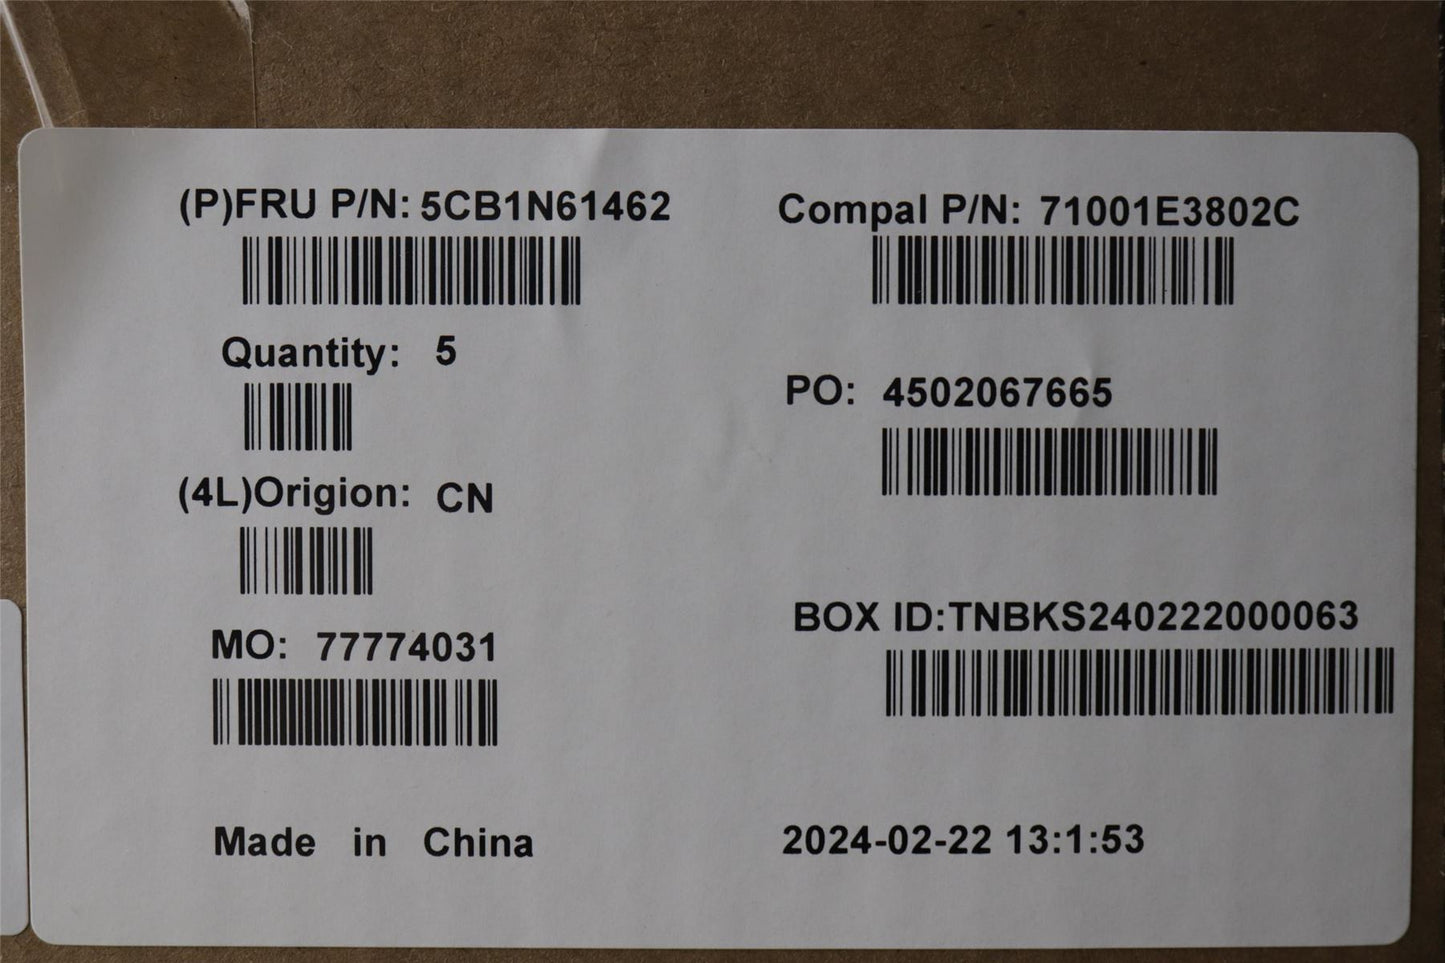 (P)FRU P/N: 5CB1N61462
Compal P/N: 71001E3802C
Quantity: 5
PO: 4502067665
(4L)Origion: CN
BOX ID:TNBKS240222000063
MO: 77774031
Made in China
2024-02-22 13:1:53